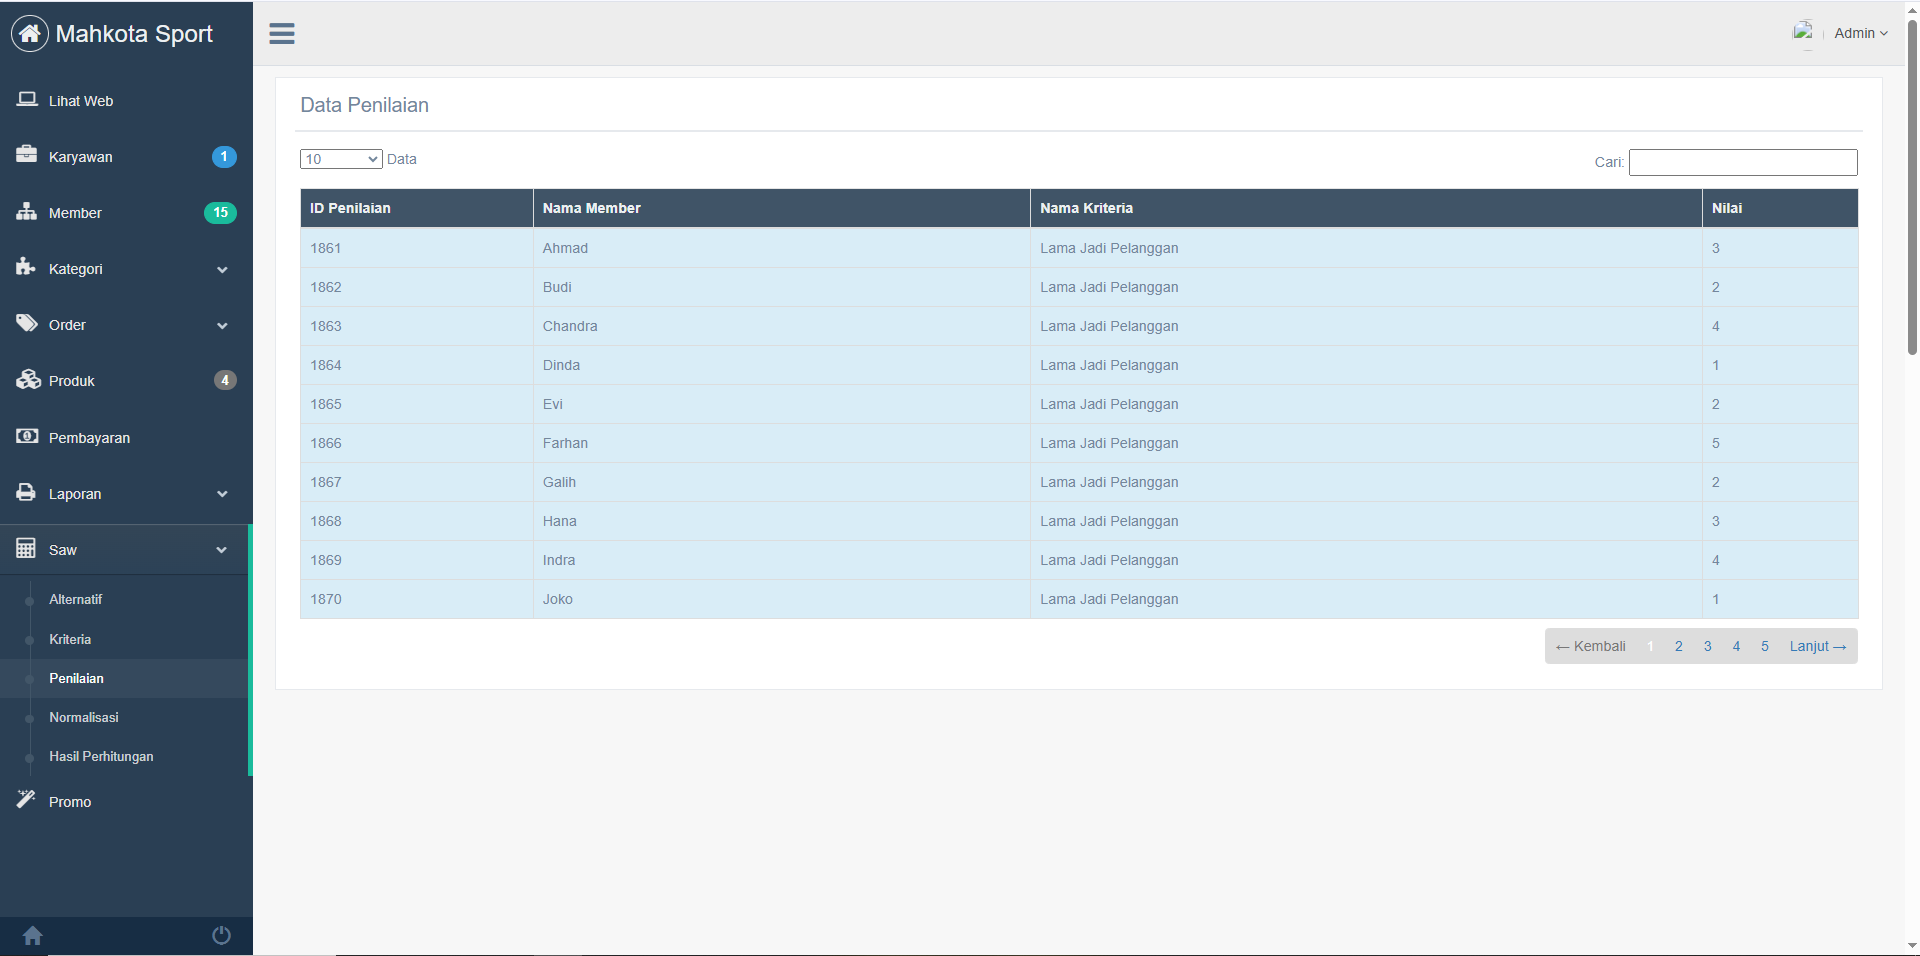 Mahkota Sport
Admin
Lihat Web
Karyawan 1
Member 15
Kategori
Order
Produk 4
Pembayaran
Laporan
Saw
Alternatif
Kriteria
Penilaian
Normalisasi
Hasil Perhitungan
Promo
Data Penilaian
10 Data
Cari:
ID Penilaian Nama Member Nama Kriteria Nilai
1861 Ahmad Lama Jadi Pelanggan 3
1862 Budi Lama Jadi Pelanggan 2
1863 Chandra Lama Jadi Pelanggan 4
1864 Dinda Lama Jadi Pelanggan 1
1865 Evi Lama Jadi Pelanggan 2
1866 Farhan Lama Jadi Pelanggan 5
1867 Galih Lama Jadi Pelanggan 2
1868 Hana Lama Jadi Pelanggan 3
1869 Indra Lama Jadi Pelanggan 4
1870 Joko Lama Jadi Pelanggan 1
← Kembali 1 2 3 4 5 Lanjut →